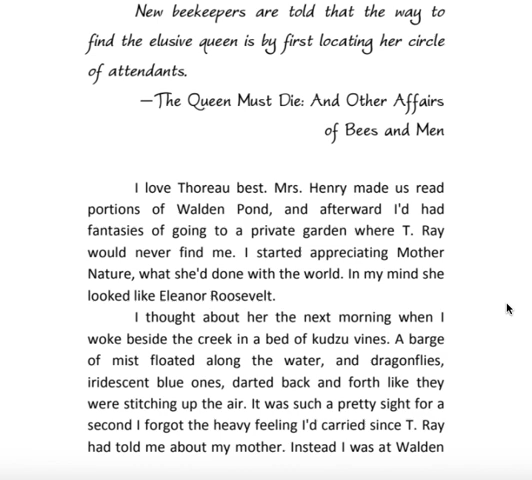 New beekeepers are told that the way to
find the elusive queen is by first locating her circle
of attendants.
—The Queen Must Die: And Other Affairs
of Bees and Men
I love Thoreau best. Mrs. Henry made us read
portions of Walden Pond, and afterward I'd had
fantasies of going to a private garden where T. Ray
would never find me. I started appreciating Mother
Nature, what she'd done with the world. In my mind she
looked like Eleanor Roosevelt.
I thought about her the next morning when I
woke beside the creek in a bed of kudzu vines. A barge
of mist floated along the water, and dragonflies,
iridescent blue ones, darted back and forth like they
were stitching up the air. It was such a pretty sight for a
second I forgot the heavy feeling I'd carried since T. Ray
had told me about my mother. Instead I was at Walden